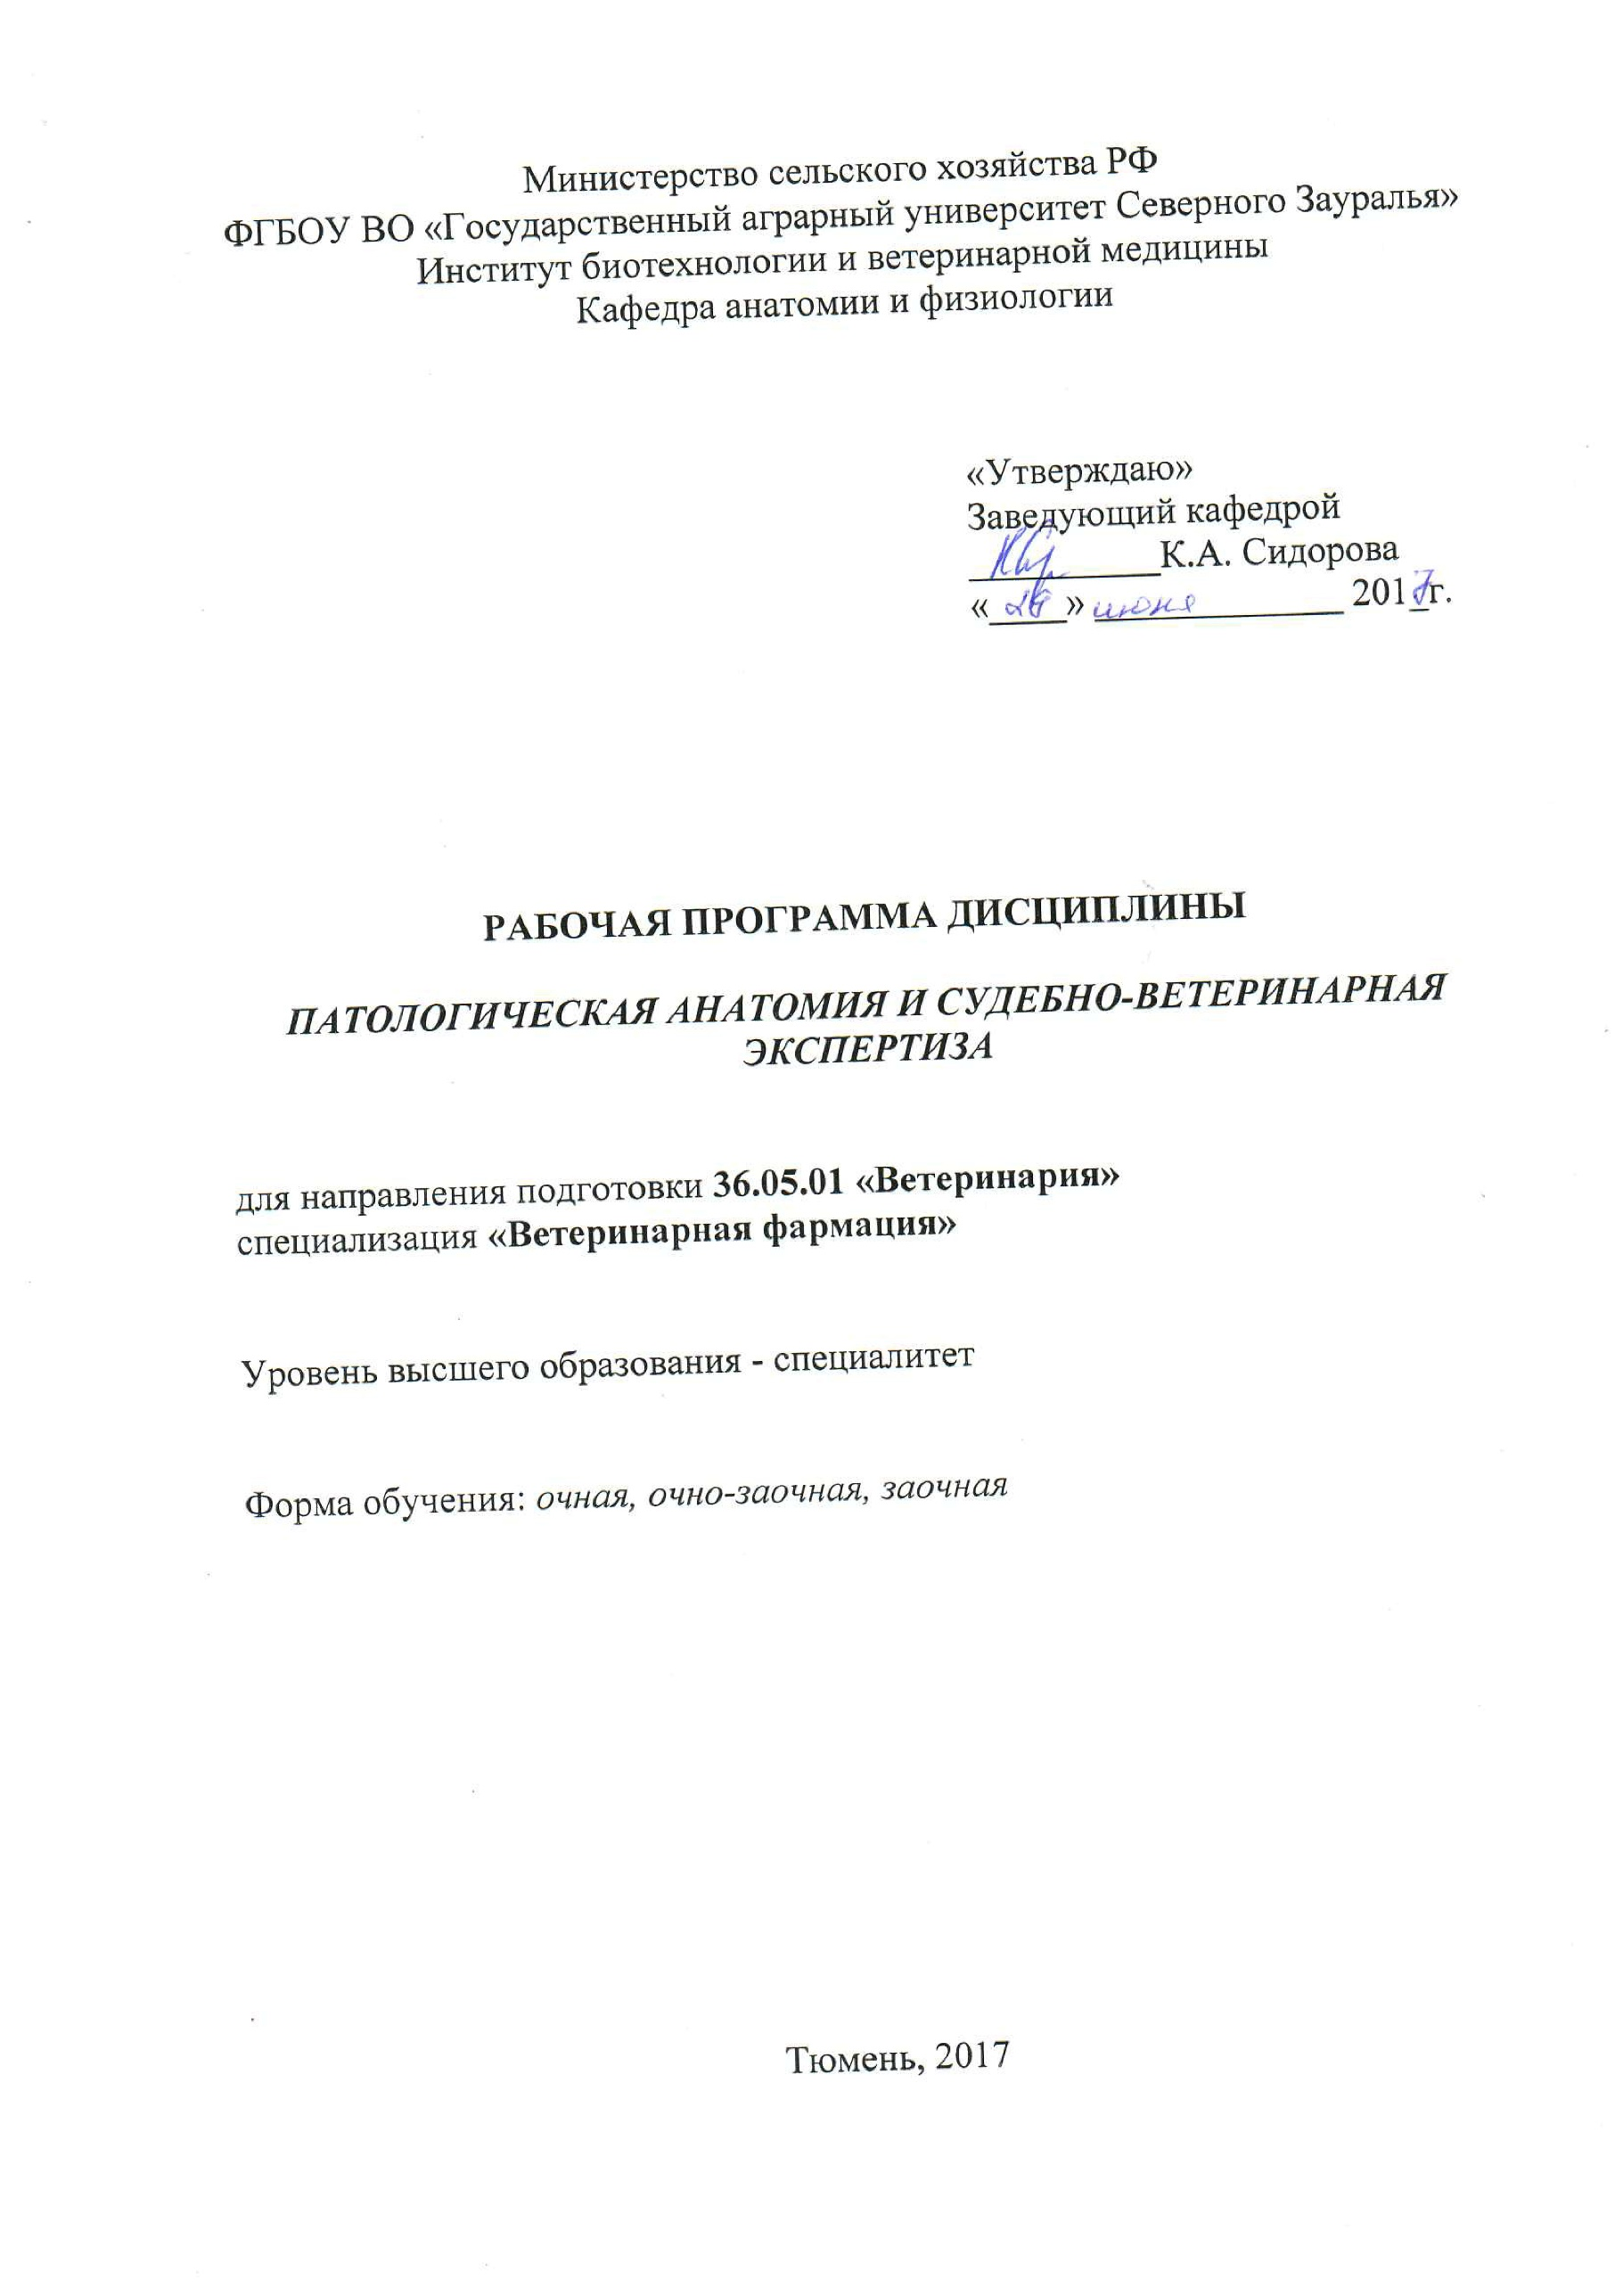 Министерство сельского хозяйства РФ
ФГБОУ ВО «Государственный аграрный университет Северного Зауралья»
Институт биотехнологии и ветеринарной медицины
Кафедра анатомии и физиологии
«Утверждаю»
Заведующий кафедрой
К.А. Сидорова
« » июня 2017г.
РАБОЧАЯ ПРОГРАММА ДИСЦИПЛИНЫ
ПАТОЛОГИЧЕСКАЯ АНАТОМИЯ И СУДЕБНО-ВЕТЕРИНАРНАЯ
ЭКСПЕРТИЗА
для направления подготовки 36.05.01 «Ветеринария»
специализация «Ветеринарная фармация»
Уровень высшего образования - специалитет
Форма обучения: очная, очно-заочная, заочная
Тюмень, 2017